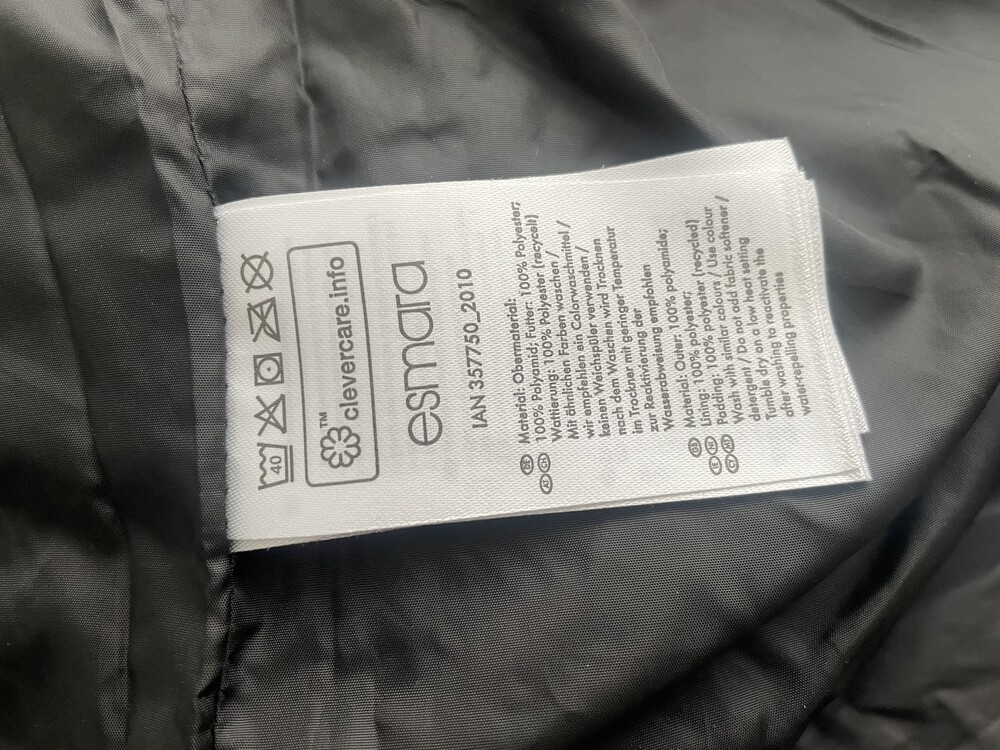 40
clevercare.info™
esmara
IAN 357750_2010
DE Material: Obermaterial:
AT CH 100% Polyamid; Futter: 100% Polyester;
Wattierung: 100% Polyester (recycelt)
Mit ähnlichen Farben waschen /
wir empfehlen ein Colorwaschmittel /
keinen Weichspüler verwenden /
nach dem Waschen wird Trocknen
im Trockner mit geringer Temperatur
zur Reaktivierung der
Wasserabweisung empfohlen
Material: Outer: 100% polyamide;
Lining: 100% polyester;
Padding: 100% polyester (recycled)
Wash with similar colours / Use colour
detergent / Do not add fabric softener /
Tumble dry on a low heat setting
after washing to reactivate the
water-repelling properties